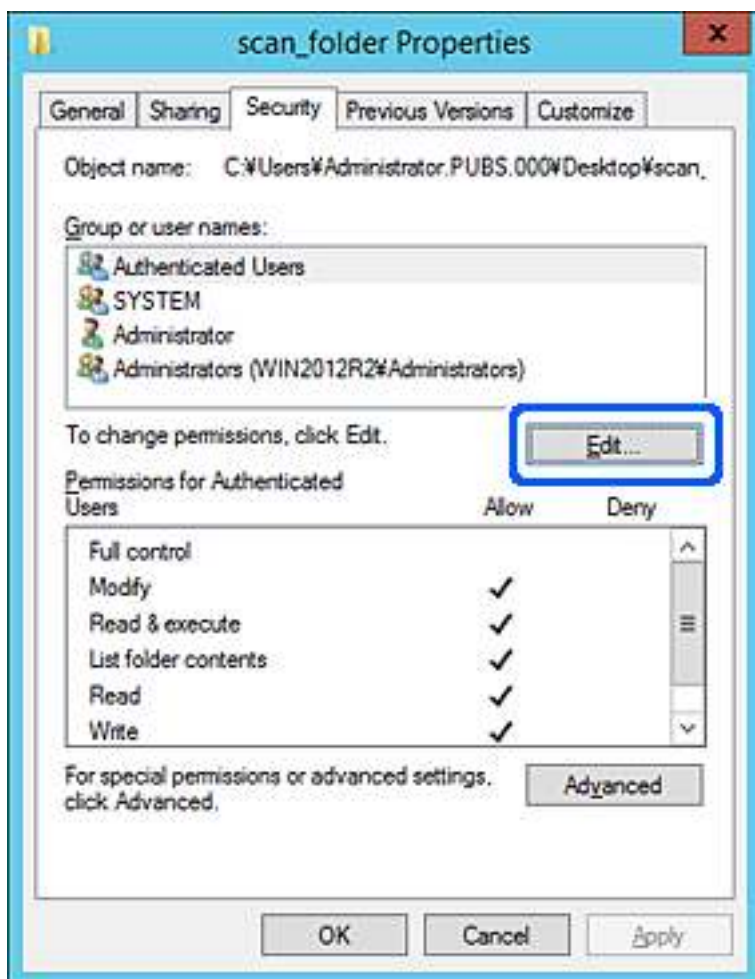 scan_folder Properties
General Sharing Security Previous Versions Customize
Object name: C:¥Users¥Administrator.PUBS.000¥Desktop¥scan_
Group or user names:
Authenticated Users
SYSTEM
Administrator
Administrators (WIN2012R2¥Administrators)
To change permissions, click Edit.
Edit...
Permissions for Authenticated
Users Allow Deny
Full control
Modify
Read & execute
List folder contents
Read
Write
For special permissions or advanced settings,
click Advanced.
Advanced
OK Cancel Apply